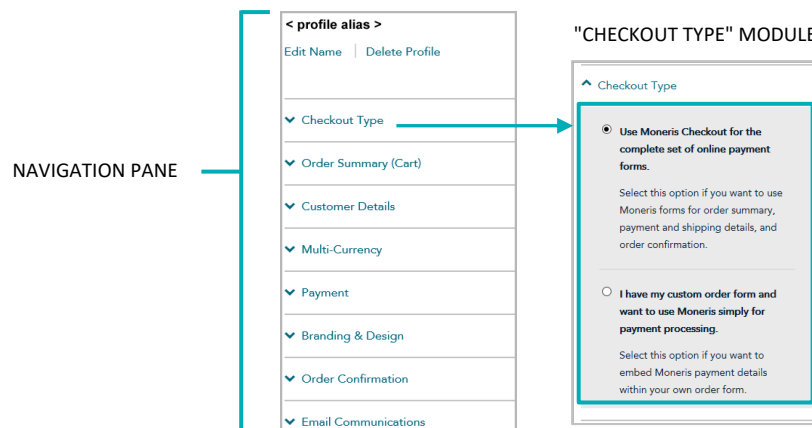 < profile alias >
Edit Name | Delete Profile
"CHECKOUT TYPE" MODULE
NAVIGATION PANE
Checkout Type
Order Summary (Cart)
Customer Details
Multi-Currency
Payment
Branding & Design
Order Confirmation
Email Communications
Checkout Type
Use Moneris Checkout for the
complete set of online payment
forms.
Select this option if you want to use
Moneris forms for order summary,
payment and shipping details, and
order confirmation.
I have my custom order form and
want to use Moneris simply for
payment processing.
Select this option if you want to
embed Moneris payment details
within your own order form.